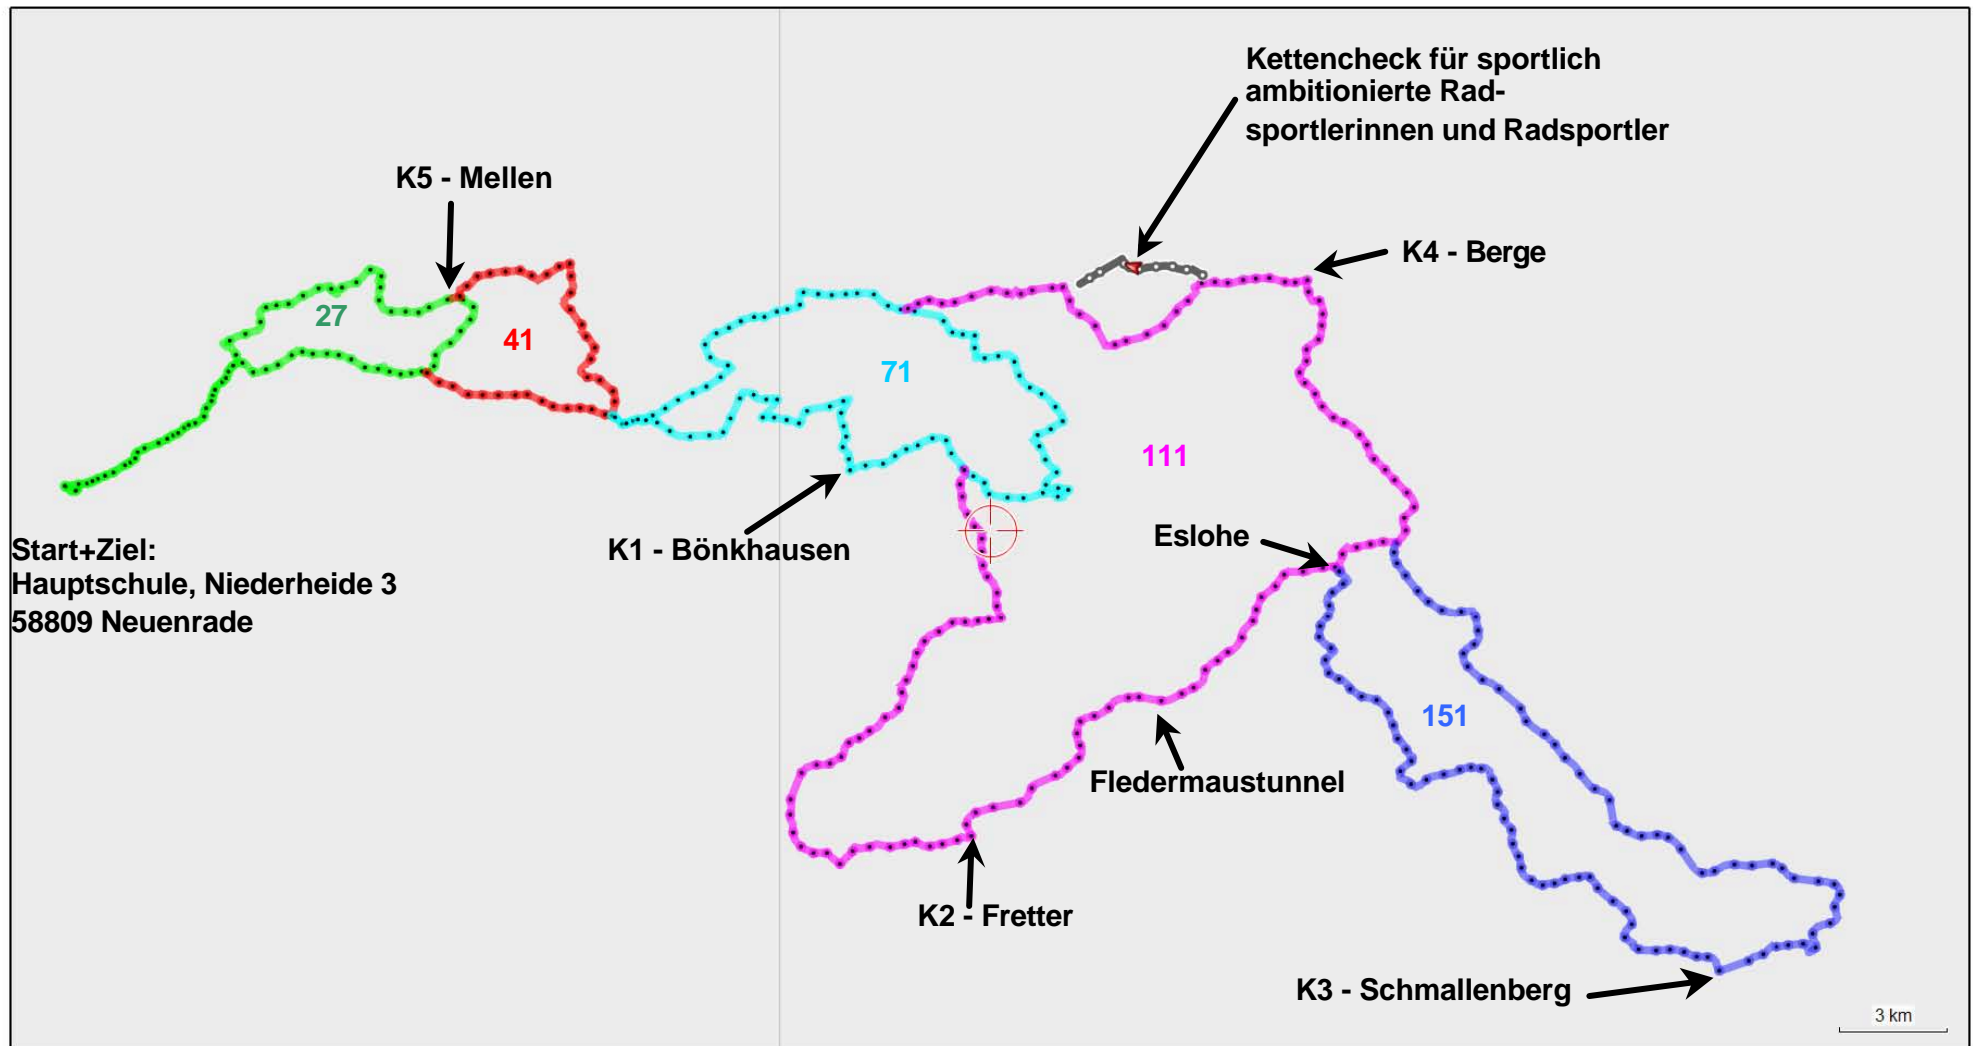 Kettencheck für sportlich
ambitionierte Rad-
sportlerinnen und Radsportler
K5 - Mellen
K4 - Berge
27
41
71
111
Eslohe
K1 - Bönkhausen
Start+Ziel:
Hauptschule, Niederheide 3
58809 Neuenrade
151
Fledermaustunnel
K2 - Fretter
K3 - Schmallenberg
3 km